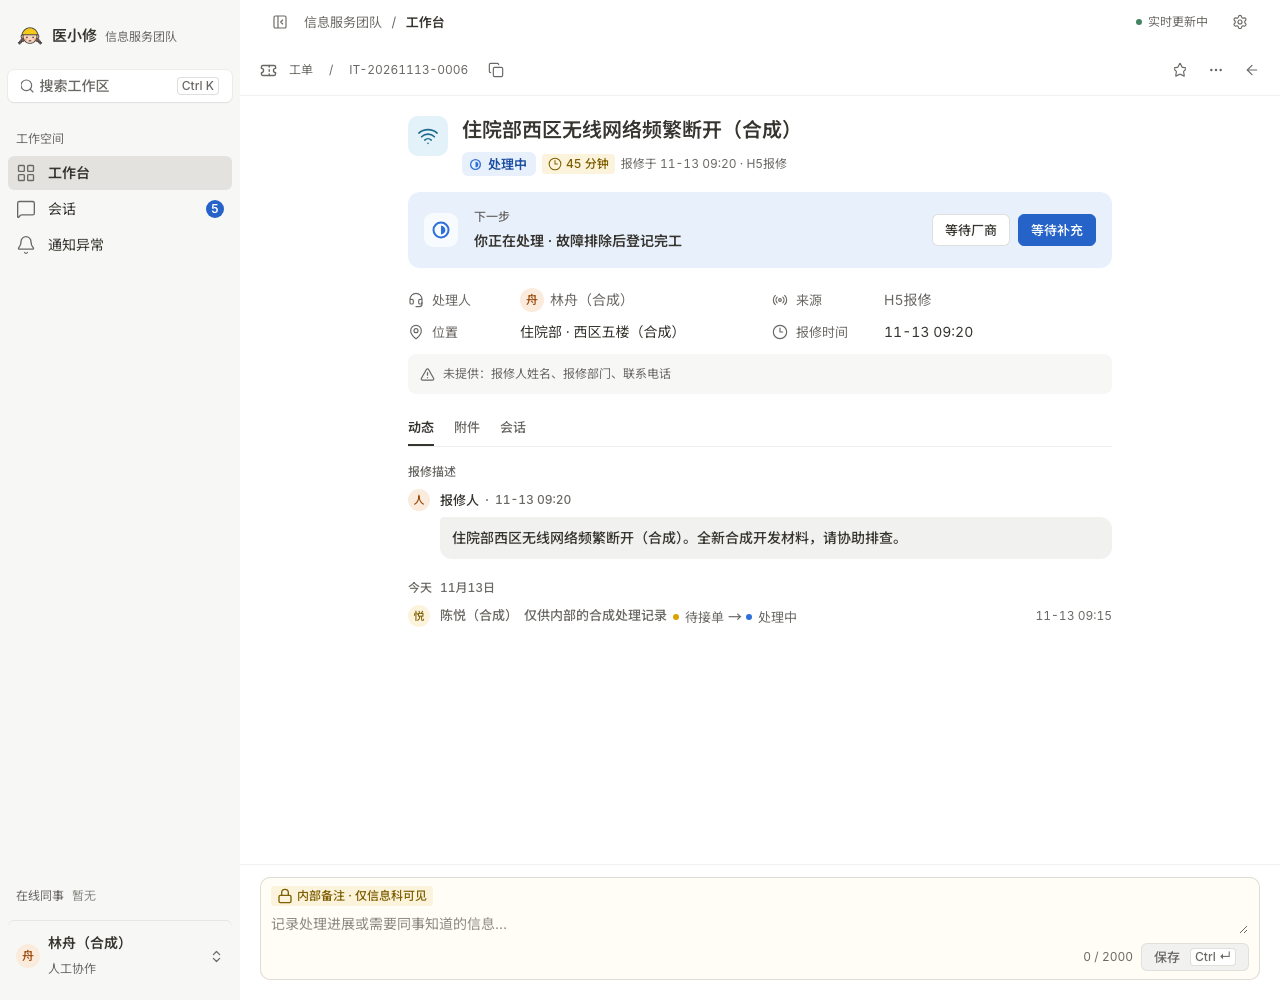 医小修 信息服务团队
搜索工作区 Ctrl K
工作空间
工作台
会话 5
通知异常
在线同事 暂无
舟 林舟（合成）
人工协作
信息服务团队 / 工作台
实时更新中
工单 / IT-20261113-0006
住院部西区无线网络频繁断开（合成）
处理中 45 分钟 报修于 11-13 09:20 · H5报修
下一步
你正在处理 · 故障排除后登记完工
等待厂商 等待补充
处理人 舟 林舟（合成） 来源 H5报修
位置 住院部 · 西区五楼（合成） 报修时间 11-13 09:20
未提供：报修人姓名、报修部门、联系电话
动态 附件 会话
报修描述
人 报修人 · 11-13 09:20
住院部西区无线网络频繁断开（合成）。全新合成开发材料，请协助排查。
今天 11月13日
悦 陈悦（合成） 仅供内部的合成处理记录 待接单 → 处理中 11-13 09:15
内部备注 · 仅信息科可见
记录处理进展或需要同事知道的信息...
0 / 2000 保存 Ctrl ↵